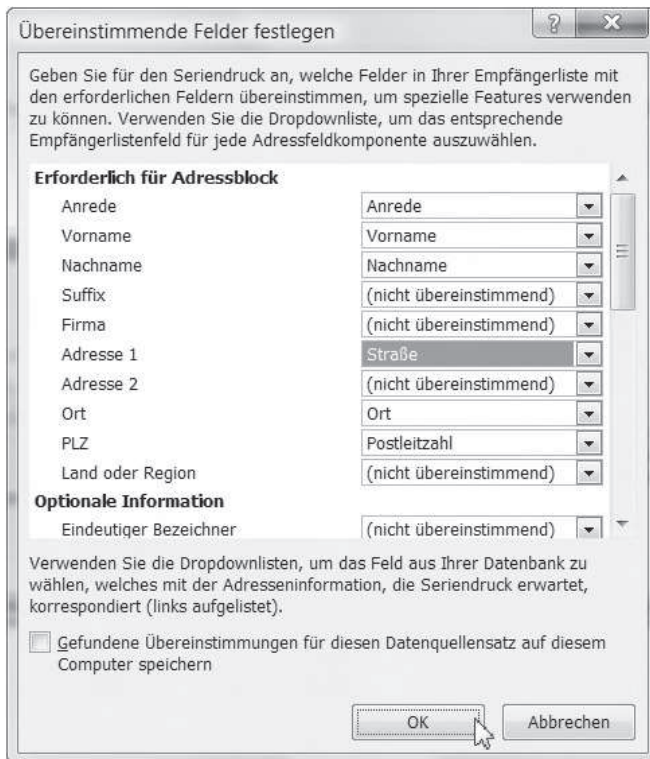 Übereinstimmende Felder festlegen
Geben Sie für den Seriendruck an, welche Felder in Ihrer Empfängerliste mit
den erforderlichen Feldern übereinstimmen, um spezielle Features verwenden
zu können. Verwenden Sie die Dropdownliste, um das entsprechende
Empfängerlistenfeld für jede Adressfeldkomponente auszuwählen.
Erforderlich für Adressblock
Anrede Anrede
Vorname Vorname
Nachname Nachname
Suffix (nicht übereinstimmend)
Firma (nicht übereinstimmend)
Adresse 1 Straße
Adresse 2 (nicht übereinstimmend)
Ort Ort
PLZ Postleitzahl
Land oder Region (nicht übereinstimmend)
Optionale Information
Eindeutiger Bezeichner (nicht übereinstimmend)
Verwenden Sie die Dropdownlisten, um das Feld aus Ihrer Datenbank zu
wählen, welches mit der Adresseninformation, die Seriendruck erwartet,
korrespondiert (links aufgelistet).
Gefundene Übereinstimmungen für diesen Datenquellensatz auf diesem
Computer speichern
OK Abbrechen